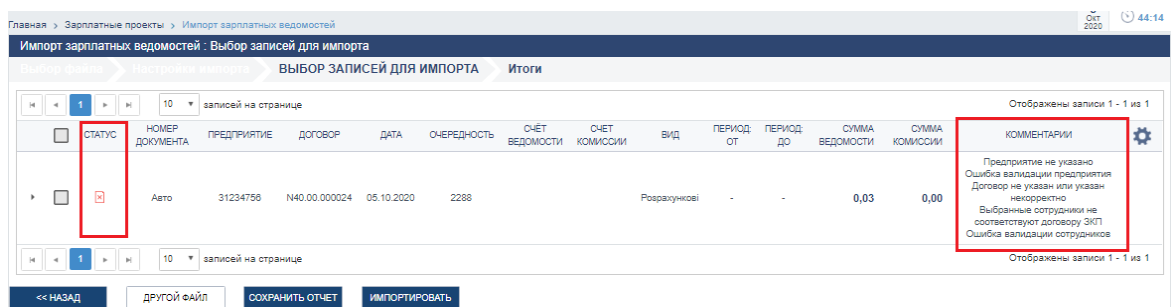 Окт
2020
44:14
Главная > Зарплатные проекты > Импорт зарплатных ведомостей
Импорт зарплатных ведомостей : Выбор записей для импорта
Выбор файла Настройки импорта ВЫБОР ЗАПИСЕЙ ДЛЯ ИМПОРТА Итоги
1 10 записей на странице Отображены записи 1 - 1 из 1
СТАТУС НОМЕР ДОКУМЕНТА ПРЕДПРИЯТИЕ ДОГОВОР ДАТА ОЧЕРЕДНОСТЬ СЧЁТ ВЕДОМОСТИ СЧЕТ КОМИССИИ ВИД ПЕРИОД: ОТ ПЕРИОД: ДО СУММА ВЕДОМОСТИ СУММА КОМИССИИ КОММЕНТАРИИ
Авто 31234756 N40.00.000024 05.10.2020 2288 Розрахункові - - 0,03 0,00
Предприятие не указано
Ошибка валидации предприятия
Договор не указан или указан
некорректно
Выбранные сотрудники не
соответствуют договору ЗКП
Ошибка валидации сотрудников
1 10 записей на странице Отображены записи 1 - 1 из 1
<< НАЗАД ДРУГОЙ ФАЙЛ СОХРАНИТЬ ОТЧЕТ ИМПОРТИРОВАТЬ